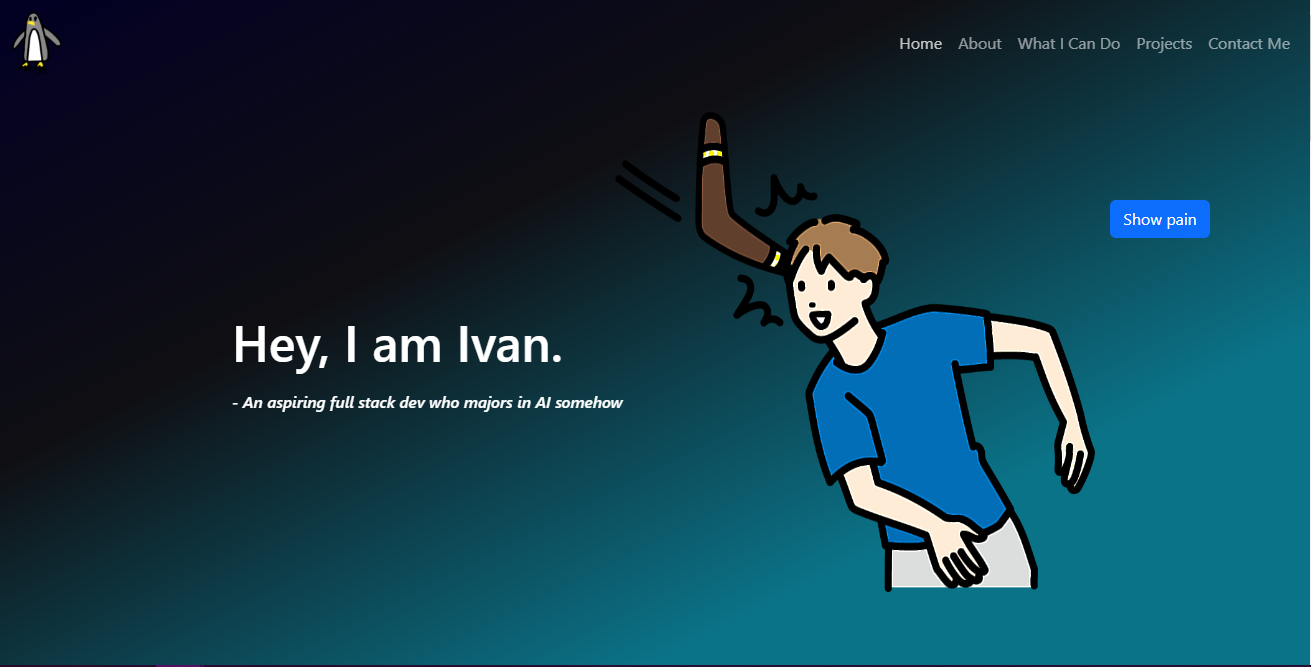 Home About What I Can Do Projects Contact Me
Show pain
Hey, I am Ivan.
- An aspiring full stack dev who majors in AI somehow